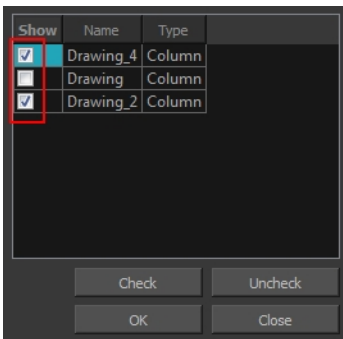 Show Name Type
Drawing_4 Column
Drawing Column
Drawing_2 Column
Check Uncheck
OK Close